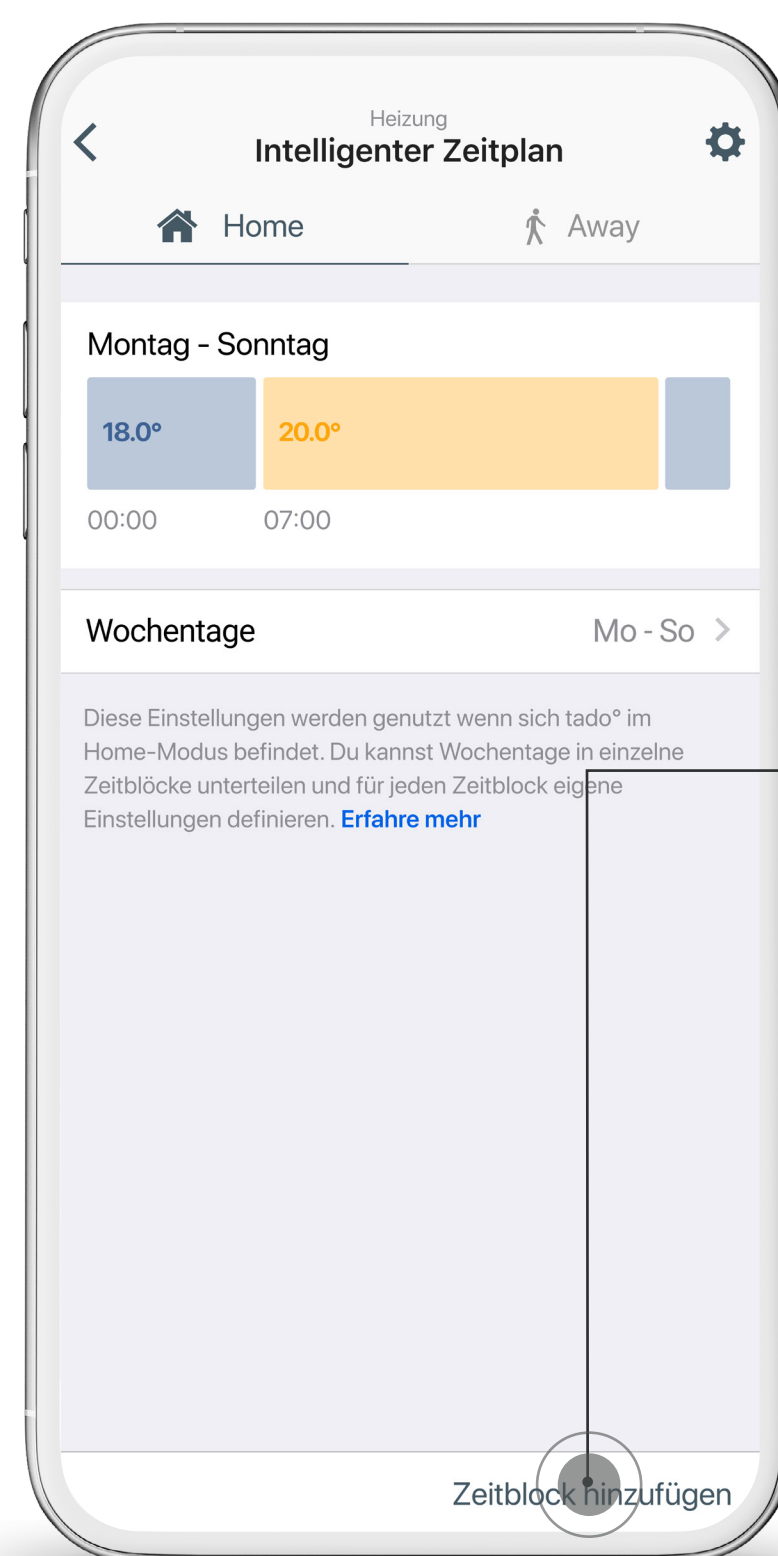 Heizung
Intelligenter Zeitplan
Home
Away
Montag - Sonntag
18.0°
20.0°
00:00
07:00
Wochentage
Mo - So
Diese Einstellungen werden genutzt wenn sich tado° im
Home-Modus befindet. Du kannst Wochentage in einzelne
Zeitblöcke unterteilen und für jeden Zeitblock eigene
Einstellungen definieren. Erfahre mehr
Zeitblock hinzufügen